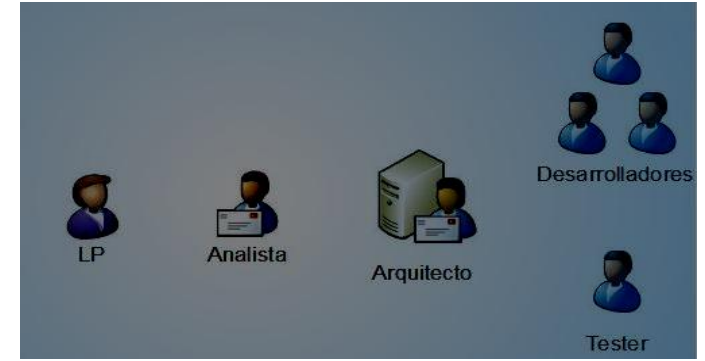 Desarrolladores
LP
Analista
Arquitecto
Tester